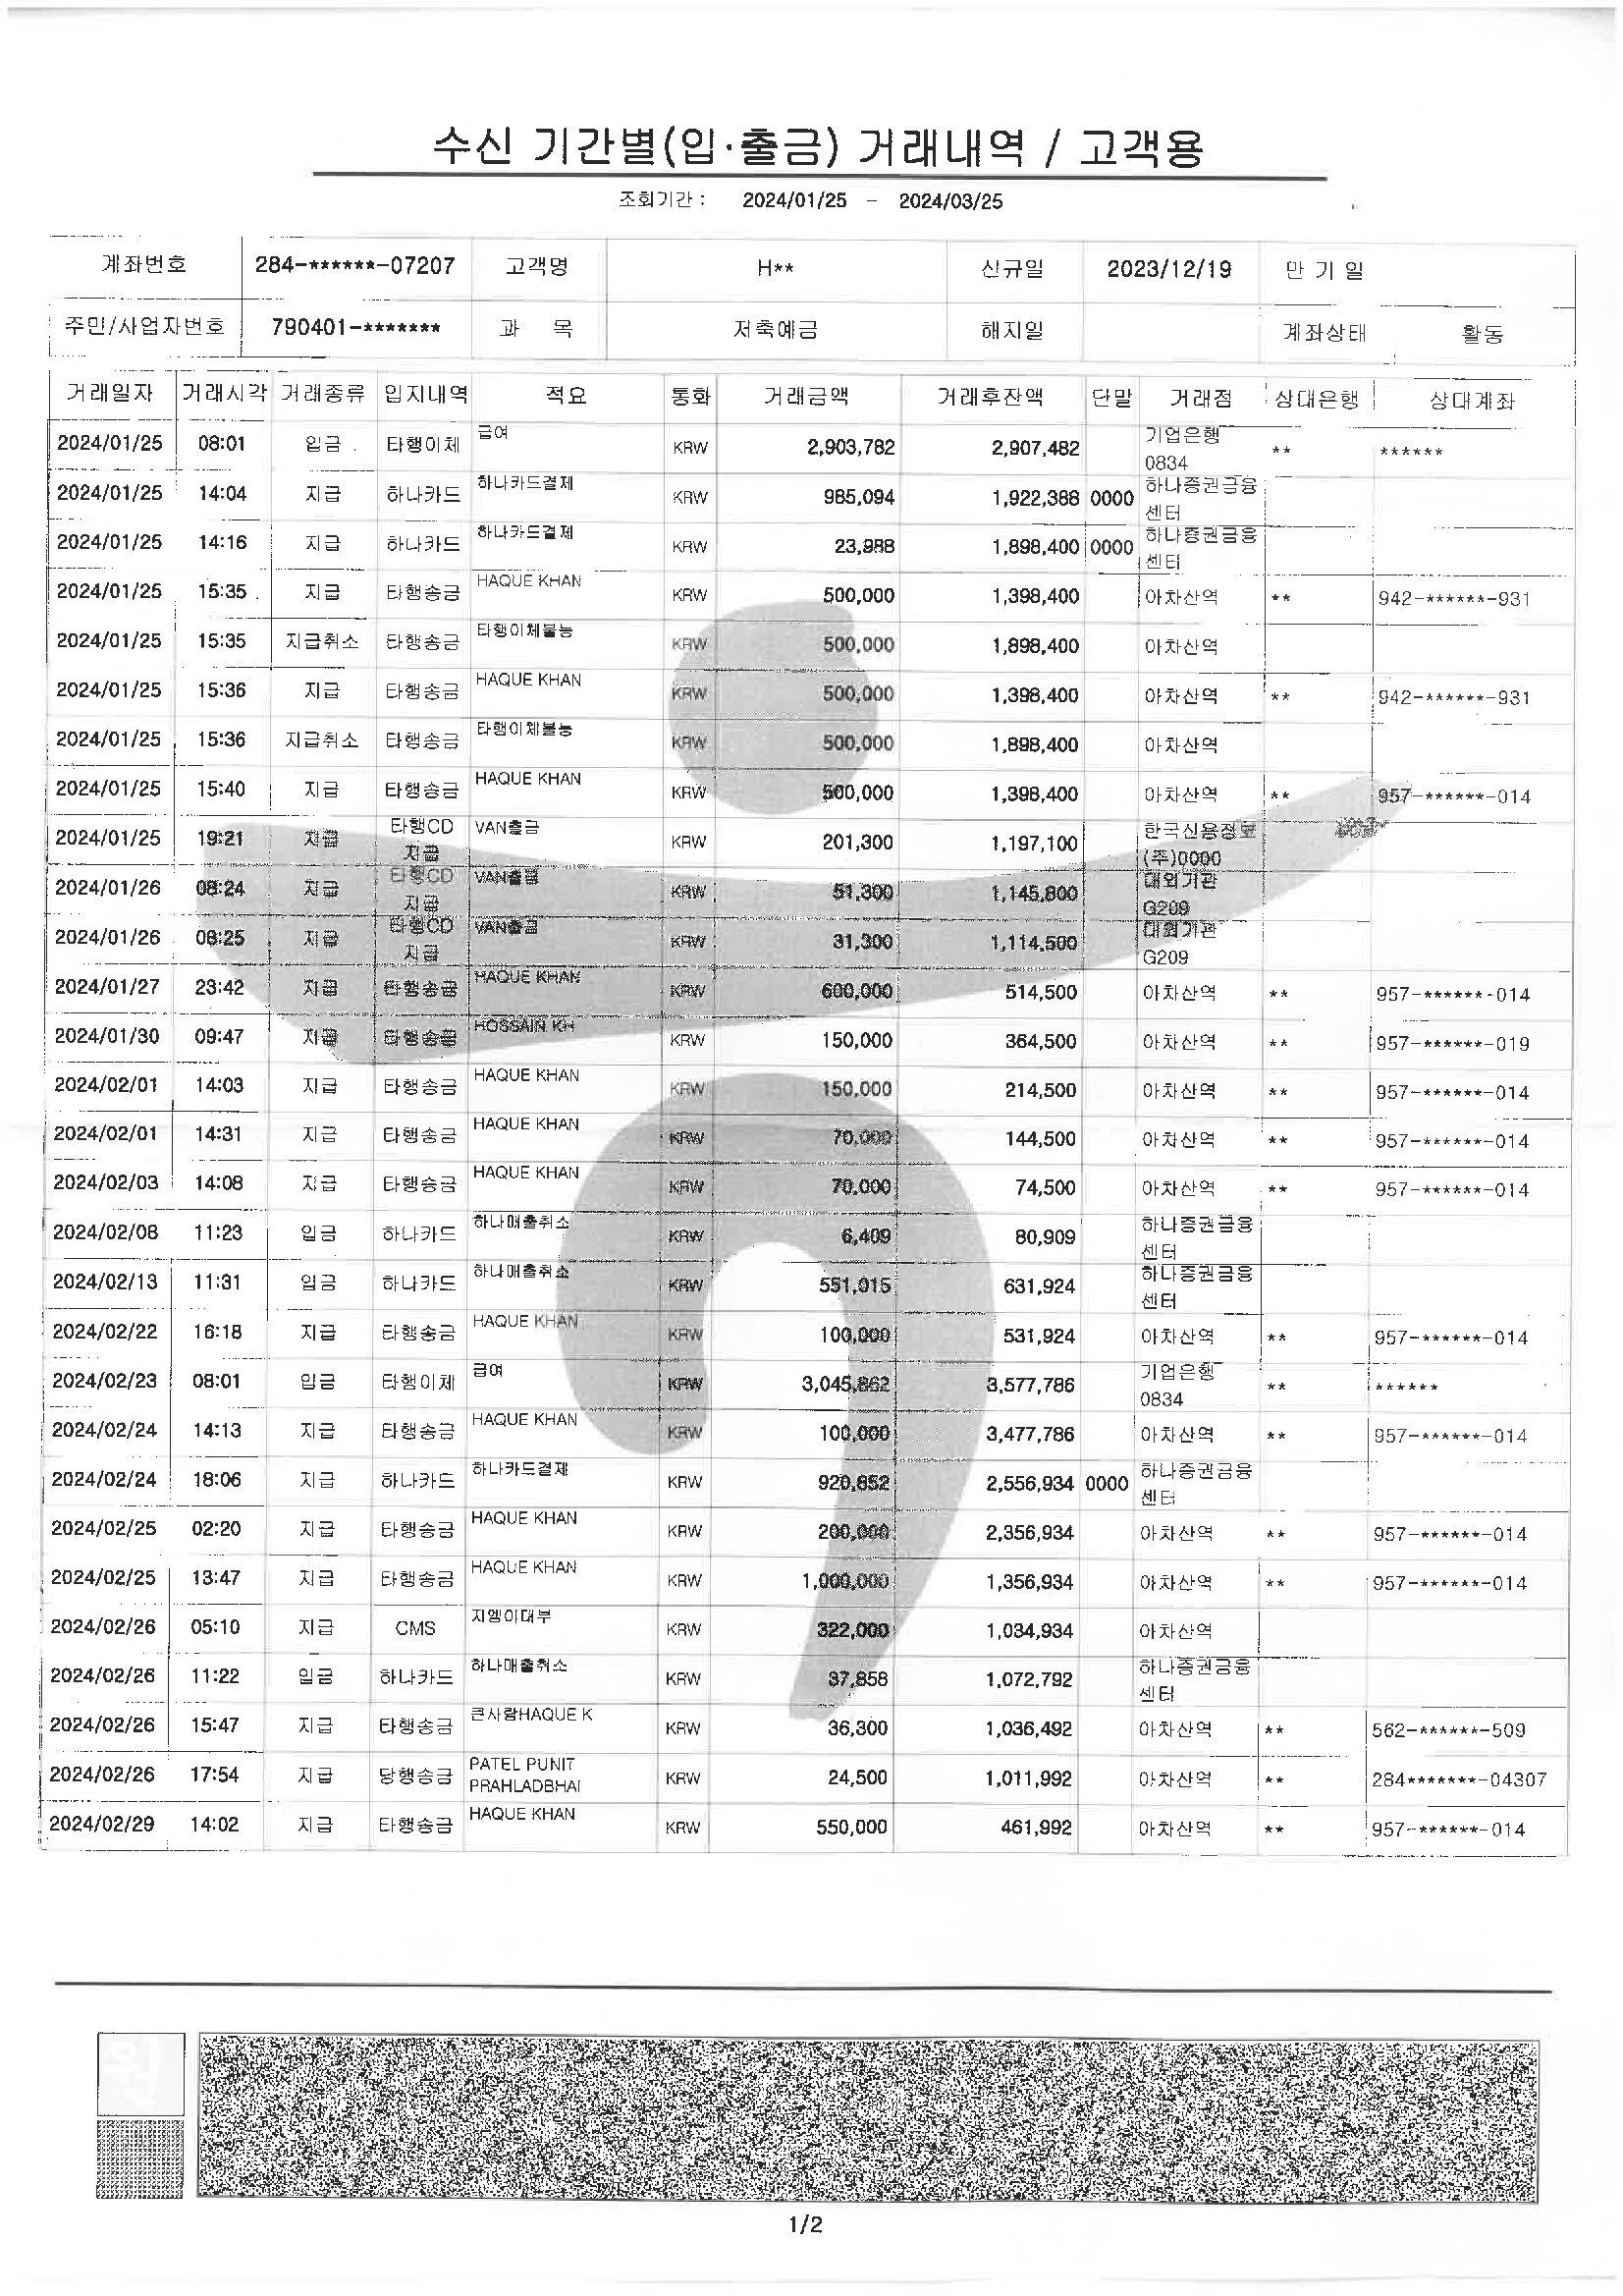 수신 기간별(입·출금) 거래내역 / 고객용
조회기간 : 2024/01/25 - 2024/03/25
계좌번호 284-******-07207 고객명 H** 신규일 2023/12/19 만 기 일
주민/사업자번호 790401-******* 과 목 저축예금 해지일 계좌상태 활동
거래일자 거래시각 거래종류 입지내역 적요 통화 거래금액 거래후잔액 단말 거래점 상대은행 상대계좌
2024/01/25 08:01 입금 타행이체 급여 KRW 2,903,782 2,907,482 기업은행 0834 ** ******
2024/01/25 14:04 지급 하나카드 하나카드결제 KRW 985,094 1,922,388 0000 하나증권금융센터
2024/01/25 14:16 지급 하나카드 하나카드결제 KRW 23,988 1,898,400 0000 하나증권금융센터
2024/01/25 15:35 지급 타행송금 HAQUE KHAN KRW 500,000 1,398,400 아차산역 ** 942-******-931
2024/01/25 15:35 지급취소 타행송금 타행이체불능 KRW 500,000 1,898,400 아차산역
2024/01/25 15:36 지급 타행송금 HAQUE KHAN KRW 500,000 1,398,400 아차산역 ** 942-******-931
2024/01/25 15:36 지급취소 타행송금 타행이체불능 KRW 500,000 1,898,400 아차산역
2024/01/25 15:40 지급 타행송금 HAQUE KHAN KRW 500,000 1,398,400 아차산역 ** 957-******-014
2024/01/25 19:21 지급 타행CD지급 VAN출금 KRW 201,300 1,197,100 한국신용정보(주)0000
2024/01/26 08:24 지급 타행CD지급 VAN출금 KRW 51,300 1,145,800 대외기관 G209
2024/01/26 08:25 지급 타행CD지급 VAN출금 KRW 31,300 1,114,500 대외기관 G209
2024/01/27 23:42 지급 타행송금 HAQUE KHAN KRW 600,000 514,500 아차산역 ** 957-******-014
2024/01/30 09:47 지급 타행송금 HOSSAIN KH KRW 150,000 364,500 아차산역 ** 957-******-019
2024/02/01 14:03 지급 타행송금 HAQUE KHAN KRW 150,000 214,500 아차산역 ** 957-******-014
2024/02/01 14:31 지급 타행송금 HAQUE KHAN KRW 70,000 144,500 아차산역 ** 957-******-014
2024/02/03 14:08 지급 타행송금 HAQUE KHAN KRW 70,000 74,500 아차산역 ** 957-******-014
2024/02/08 11:23 입금 하나카드 하나매출취소 KRW 6,409 80,909 하나증권금융센터
2024/02/13 11:31 입금 하나카드 하나매출취소 KRW 551,015 631,924 하나증권금융센터
2024/02/22 16:18 지급 타행송금 HAQUE KHAN KRW 100,000 531,924 아차산역 ** 957-******-014
2024/02/23 08:01 입금 타행이체 급여 KRW 3,045,862 3,577,786 기업은행 0834 ** ******
2024/02/24 14:13 지급 타행송금 HAQUE KHAN KRW 100,000 3,477,786 아차산역 ** 957-******-014
2024/02/24 18:06 지급 하나카드 하나카드결제 KRW 920,852 2,556,934 0000 하나증권금융센터
2024/02/25 02:20 지급 타행송금 HAQUE KHAN KRW 200,000 2,356,934 아차산역 ** 957-******-014
2024/02/25 13:47 지급 타행송금 HAQUE KHAN KRW 1,000,000 1,356,934 아차산역 ** 957-******-014
2024/02/26 05:10 지급 CMS 지엠이대부 KRW 322,000 1,034,934 아차산역
2024/02/26 11:22 입금 하나카드 하나매출취소 KRW 37,858 1,072,792 하나증권금융센터
2024/02/26 15:47 지급 타행송금 큰사람HAQUE K KRW 36,300 1,036,492 아차산역 ** 562-******-509
2024/02/26 17:54 지급 당행송금 PATEL PUNIT PRAHLADBHAI KRW 24,500 1,011,992 아차산역 ** 284*******-04307
2024/02/29 14:02 지급 타행송금 HAQUE KHAN KRW 550,000 461,992 아차산역 ** 957-******-014
1/2